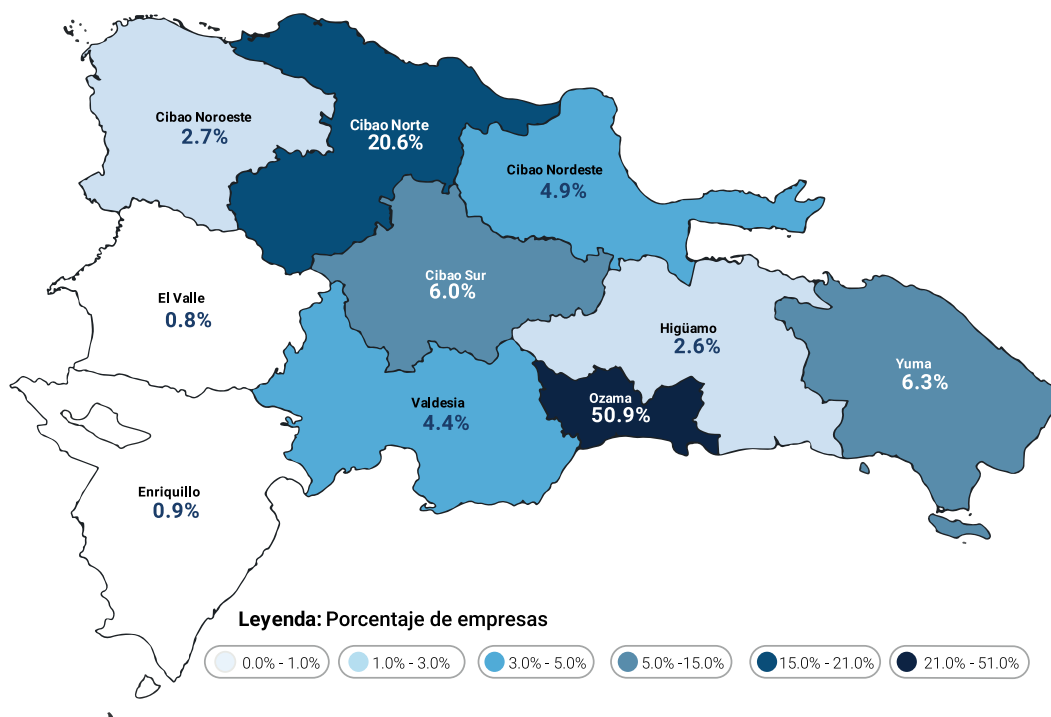 Cibao Noroeste
2.7%
Cibao Norte
20.6%
Cibao Nordeste
4.9%
Cibao Sur
6.0%
El Valle
0.8%
Higüamo
2.6%
Yuma
6.3%
Ozama
50.9%
Valdesia
4.4%
Enriquillo
0.9%
Leyenda: Porcentaje de empresas
0.0% - 1.0%
1.0% - 3.0%
3.0% - 5.0%
5.0% -15.0%
15.0% - 21.0%
21.0% - 51.0%